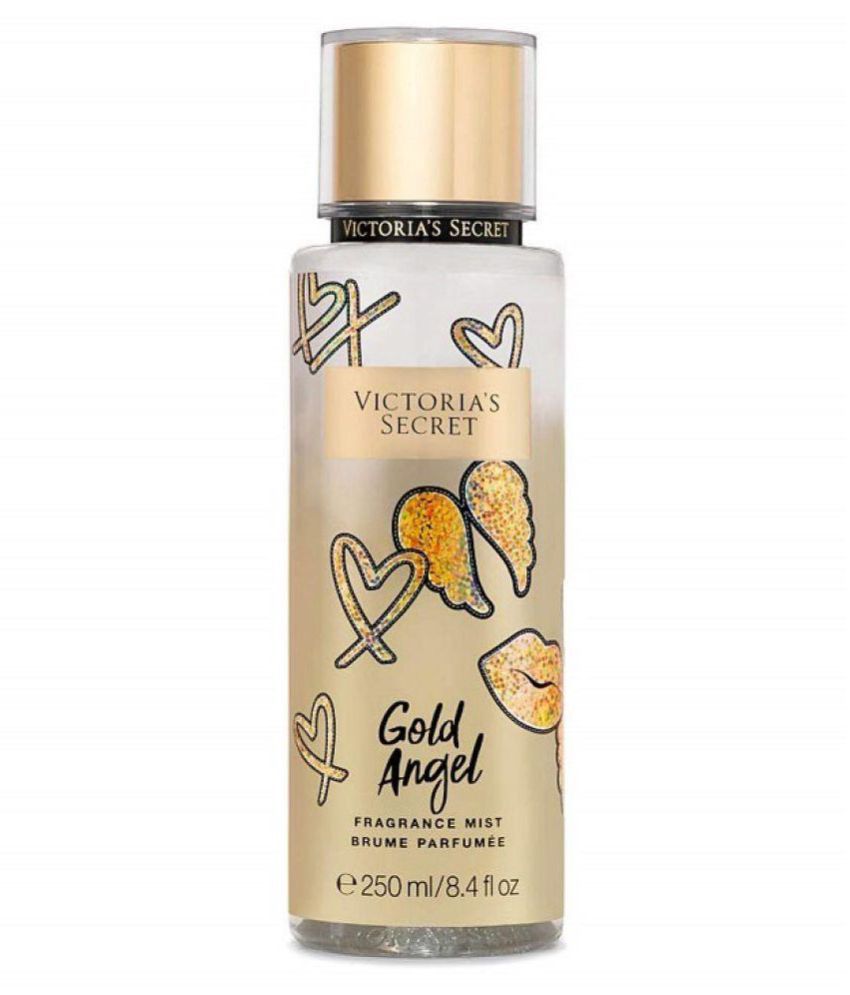 VICTORIA'S SECRET
VICTORIA'S
SECRET
Gold
Angel
FRAGRANCE MIST
BRUME PARFUMÉE
℮ 250 ml/8.4 fl oz